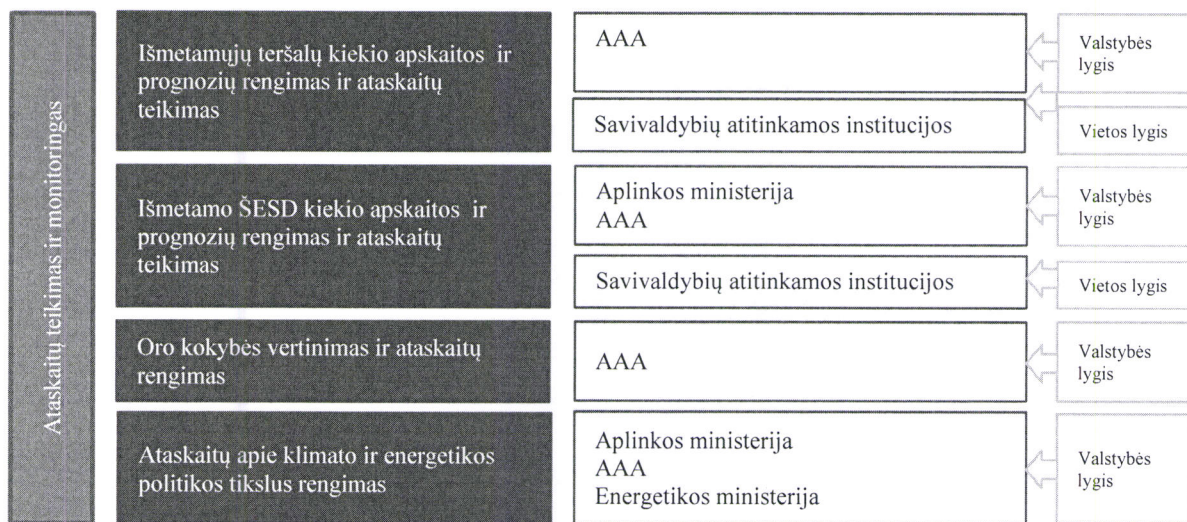 Ataskaitų teikimas ir monitoringas
Išmetamųjų teršalų kiekio apskaitos ir
prognozių rengimas ir ataskaitų
teikimas
AAA
Valstybės
lygis
Savivaldybių atitinkamos institucijos
Vietos lygis
Išmetamo ŠESD kiekio apskaitos ir
prognozių rengimas ir ataskaitų
teikimas
Aplinkos ministerija
AAA
Valstybės
lygis
Savivaldybių atitinkamos institucijos
Vietos lygis
Oro kokybės vertinimas ir ataskaitų
rengimas
AAA
Valstybės
lygis
Ataskaitų apie klimato ir energetikos
politikos tikslus rengimas
Aplinkos ministerija
AAA
Energetikos ministerija
Valstybės
lygis